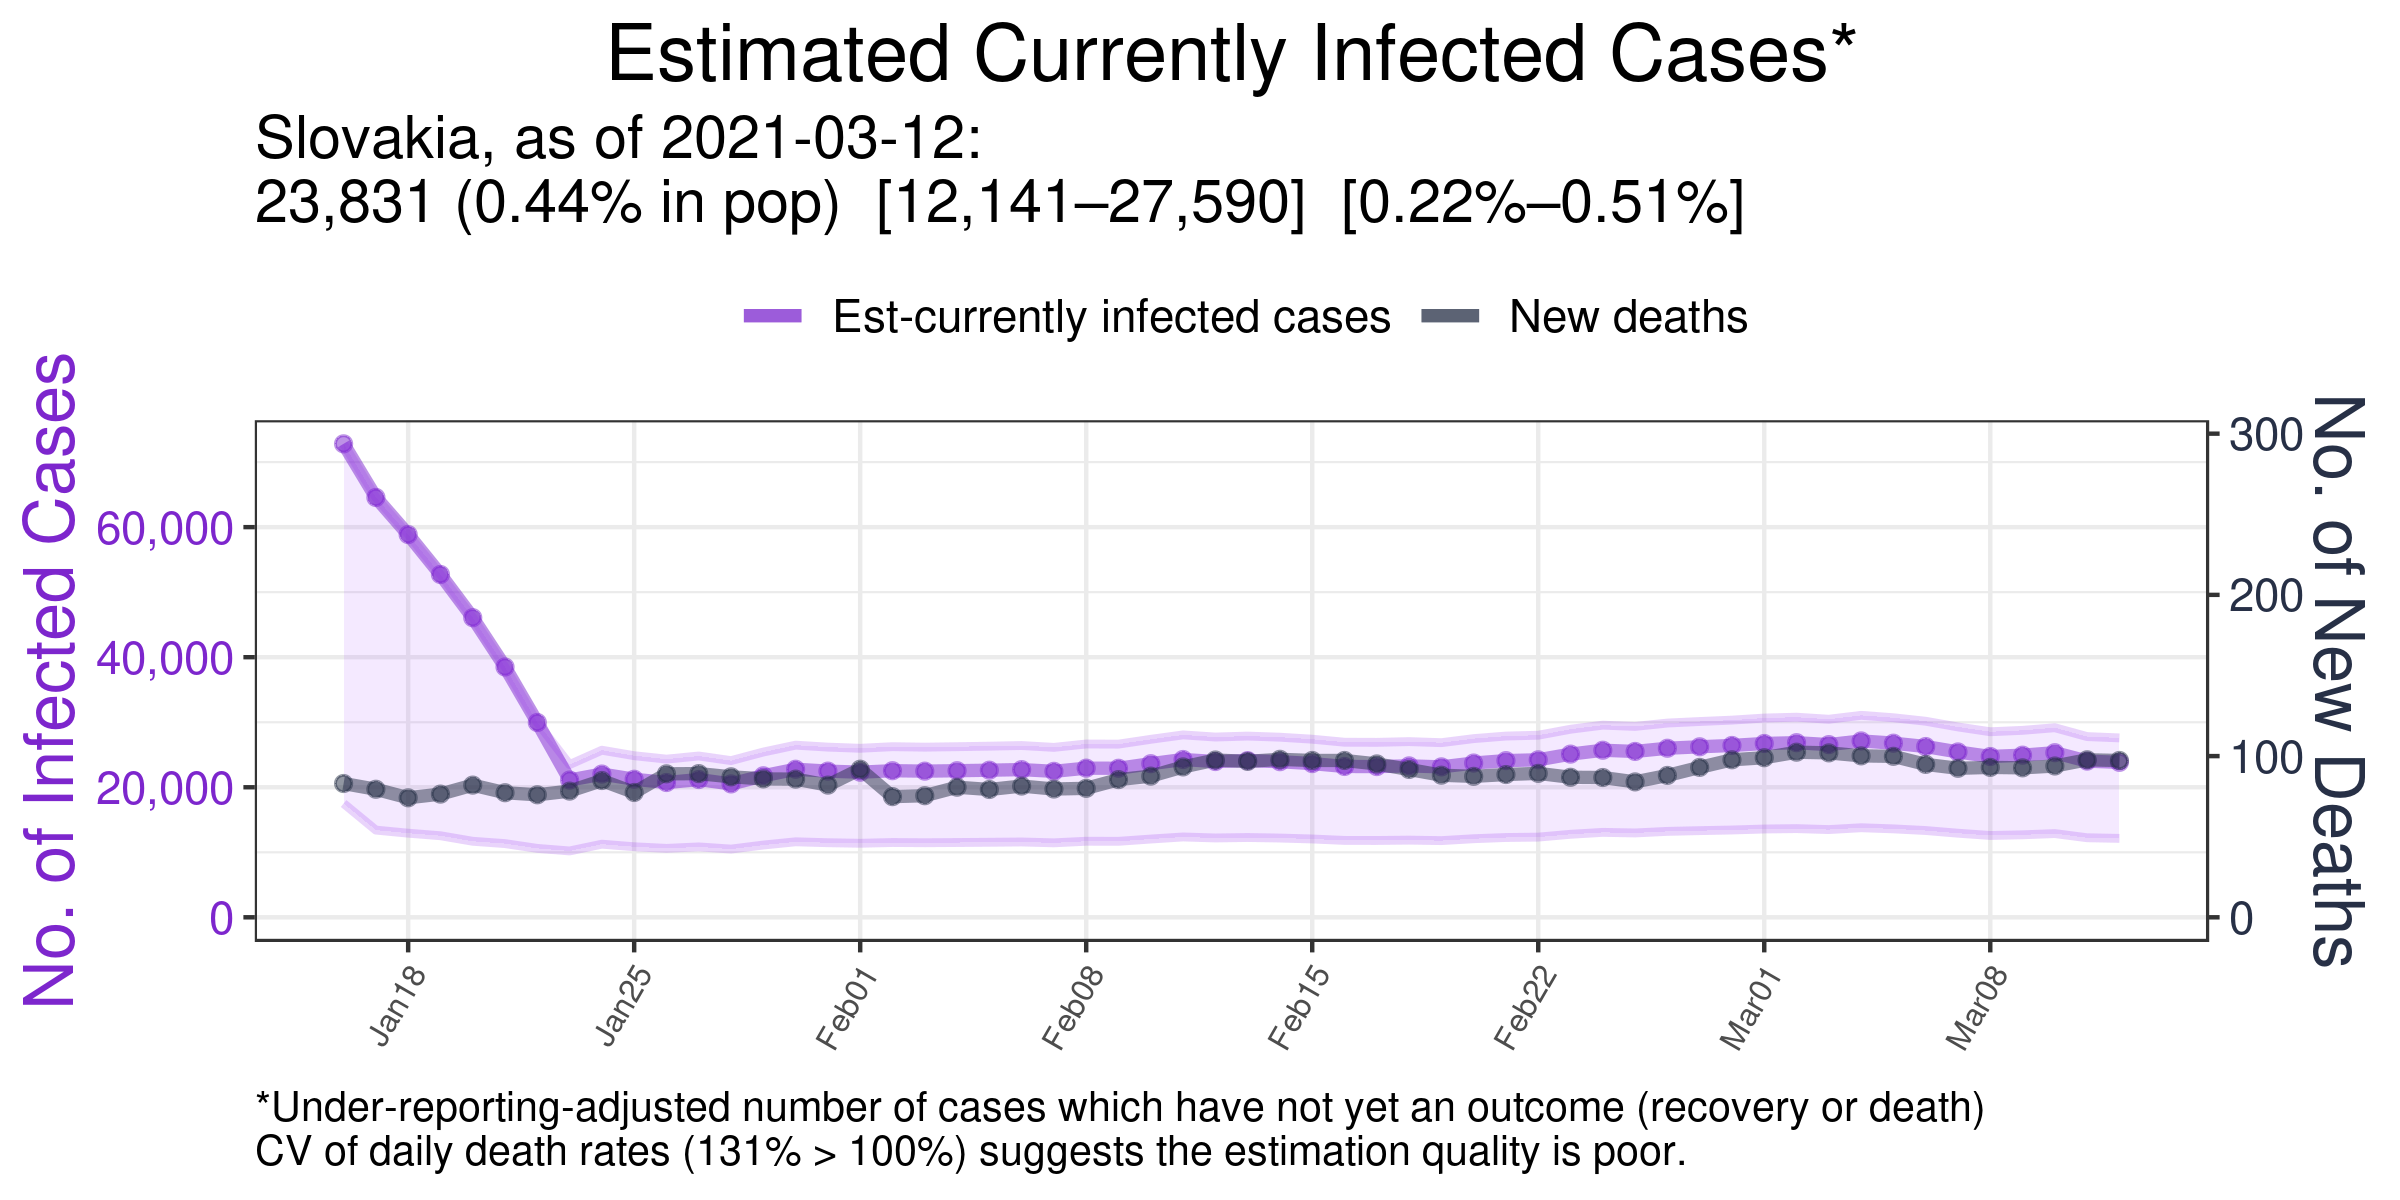 Estimated Currently Infected Cases*
Slovakia, as of 2021-03-12:
23,831 (0.44% in pop)  [12,141–27,590]  [0.22%–0.51%]
Est-currently infected cases
New deaths
No. of Infected Cases
60,000
40,000
20,000
0
300
200
100
0
No. of New Deaths
Jan18
Jan25
Feb01
Feb08
Feb15
Feb22
Mar01
Mar08
*Under-reporting-adjusted number of cases which have not yet an outcome (recovery or death)
CV of daily death rates (131% > 100%) suggests the estimation quality is poor.